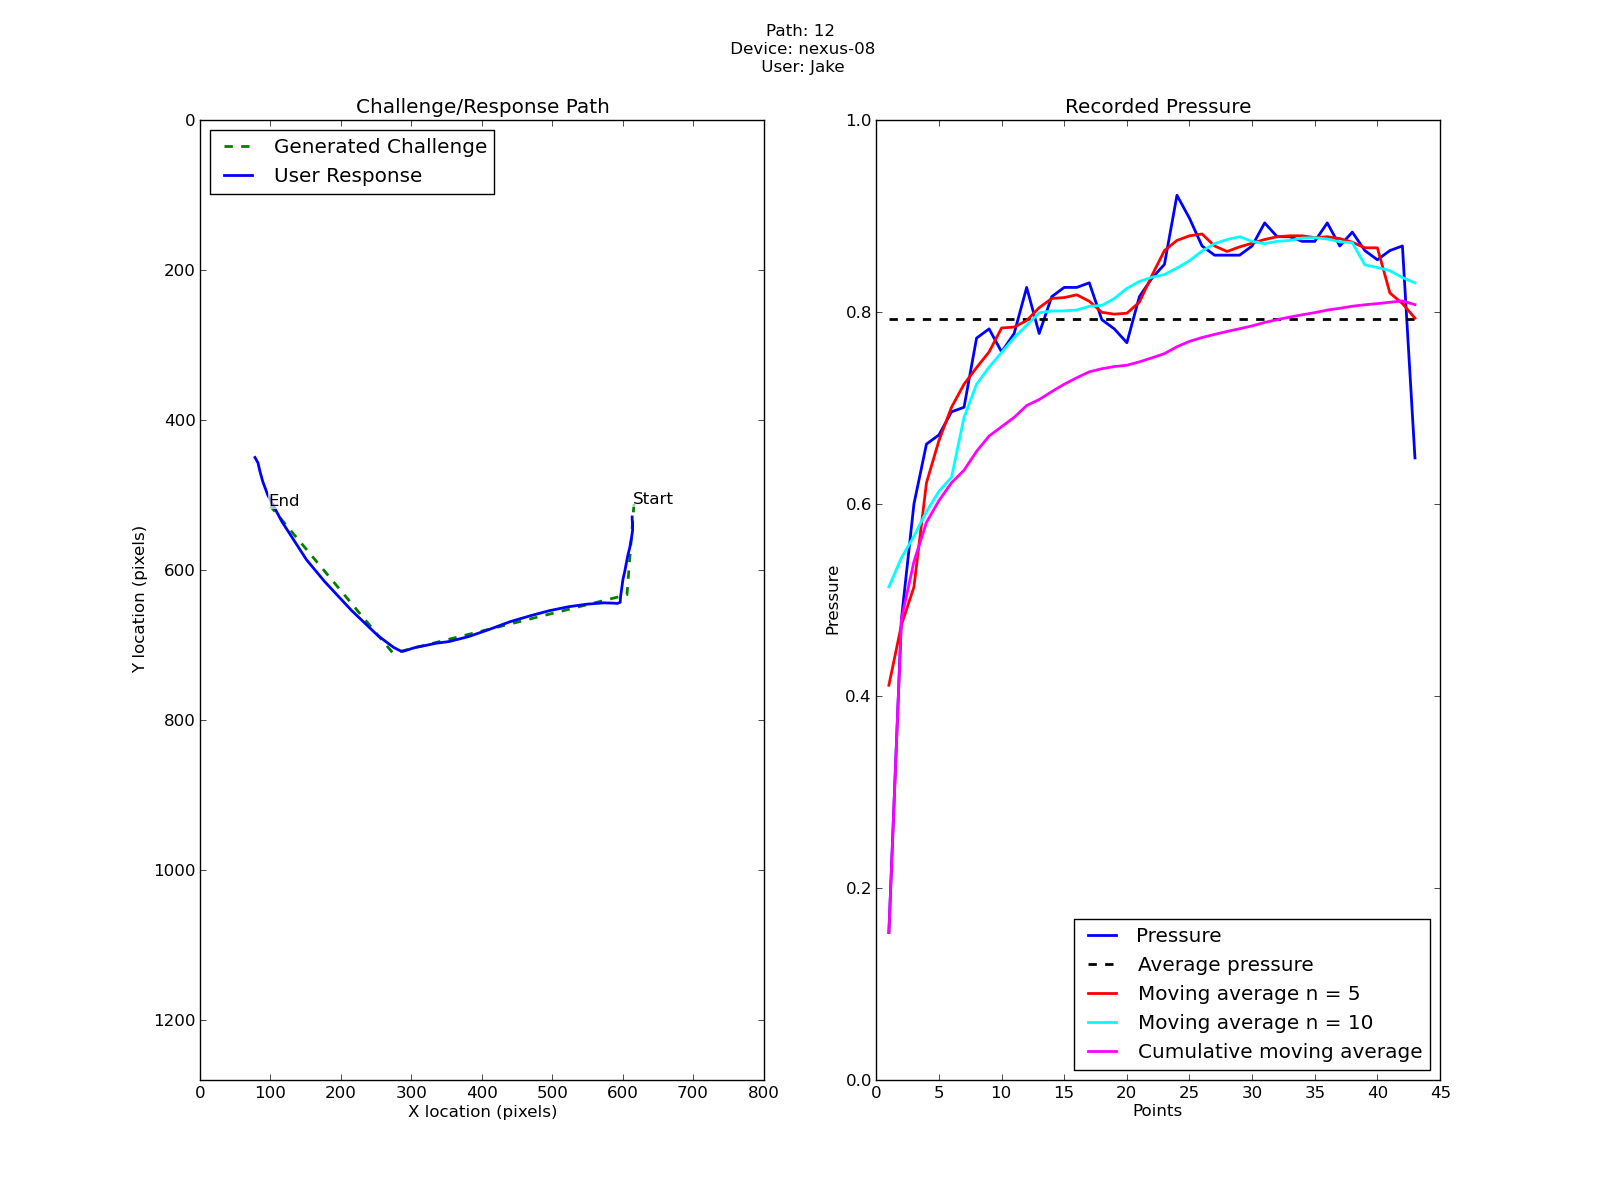 Path: 12
Device: nexus-08
User: Jake
Challenge/Response Path
Generated Challenge
User Response
0
200
400
600
800
1000
1200
Y location (pixels)
End
Start
0 100 200 300 400 500 600 700 800
X location (pixels)
Recorded Pressure
1.0
0.8
0.6
0.4
0.2
0.0
Pressure
Pressure
Average pressure
Moving average n = 5
Moving average n = 10
Cumulative moving average
0 5 10 15 20 25 30 35 40 45
Points